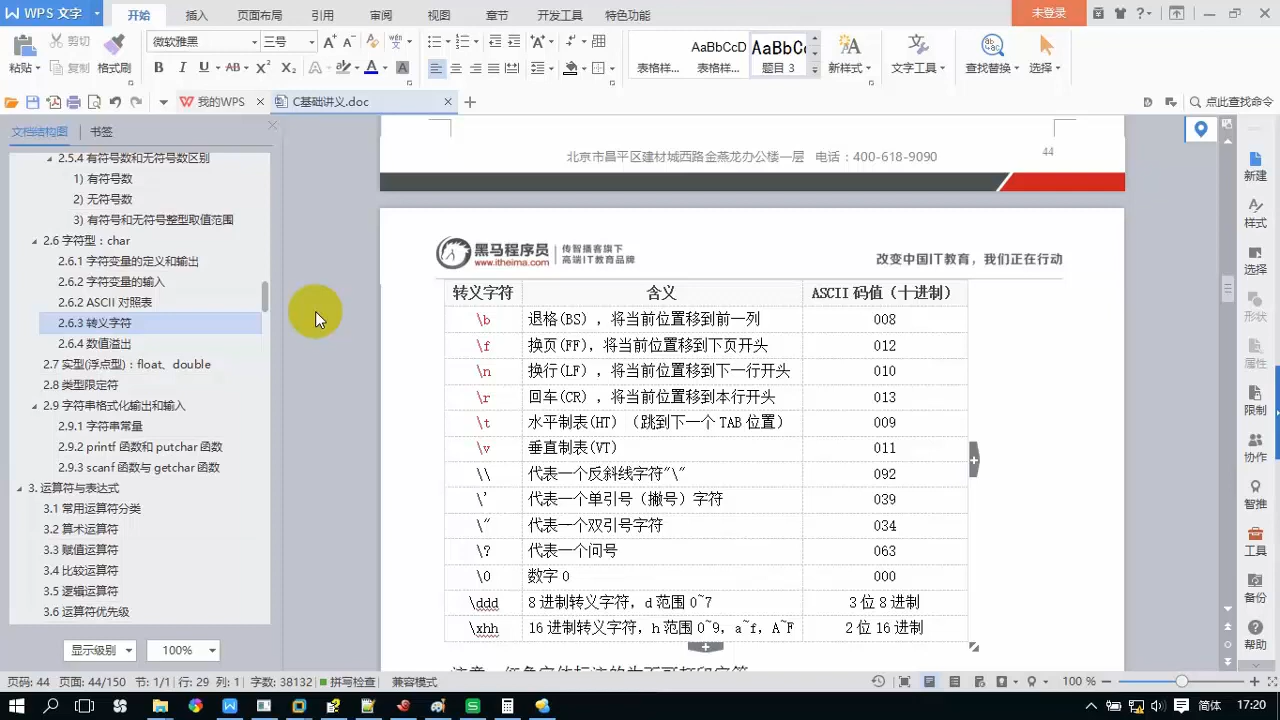 WPS 文字 开始 插入 页面布局 引用 审阅 视图 章节 开发工具 特色功能 未登录
粘贴 剪切 复制 格式刷 微软雅黑 三号 AaBbCcD AaBbCc 表格样... 表格样... 题目 3 新样式 文字工具 查找替换 选择
我的WPS C基础讲义.doc 点此查找命令
文档结构图 书签
2.5.4 有符号数和无符号数区别
1) 有符号数
2) 无符号数
3) 有符号和无符号整型取值范围
2.6 字符型：char
2.6.1 字符变量的定义和输出
2.6.2 字符变量的输入
2.6.2 ASCII 对照表
2.6.3 转义字符
2.6.4 数值溢出
2.7 实型(浮点型)：float、double
2.8 类型限定符
2.9 字符串格式化输出和输入
2.9.1 字符串常量
2.9.2 printf 函数和 putchar 函数
2.9.3 scanf 函数与 getchar 函数
3. 运算符与表达式
3.1 常用运算符分类
3.2 算术运算符
3.3 赋值运算符
3.4 比较运算符
3.5 逻辑运算符
3.6 运算符优先级
显示级别 100%
北京市昌平区建材城西路金燕龙办公楼一层 电话：400-618-9090 44
黑马程序员 www.itheima.com 传智播客旗下 高端IT教育品牌
改变中国IT教育，我们正在行动
转义字符 含义 ASCII 码值（十进制）
\b 退格(BS) ，将当前位置移到前一列 008
\f 换页(FF)，将当前位置移到下页开头 012
\n 换行(LF) ，将当前位置移到下一行开头 010
\r 回车(CR) ，将当前位置移到本行开头 013
\t 水平制表(HT) （跳到下一个 TAB 位置） 009
\v 垂直制表(VT) 011
\\ 代表一个反斜线字符"\" 092
\' 代表一个单引号（撇号）字符 039
\" 代表一个双引号字符 034
\? 代表一个问号 063
\0 数字 0 000
\ddd 8 进制转义字符，d 范围 0~7 3 位 8 进制
\xhh 16 进制转义字符，h 范围 0~9，a~f，A~F 2 位 16 进制
新建
样式
选择
形状
属性
限制
协作
智推
工具
备份
帮助
页码: 44 页面: 44/150 节: 1/1 行: 29 列: 1 字数: 38132 拼写检查 兼容模式 100 %
简体 17:20